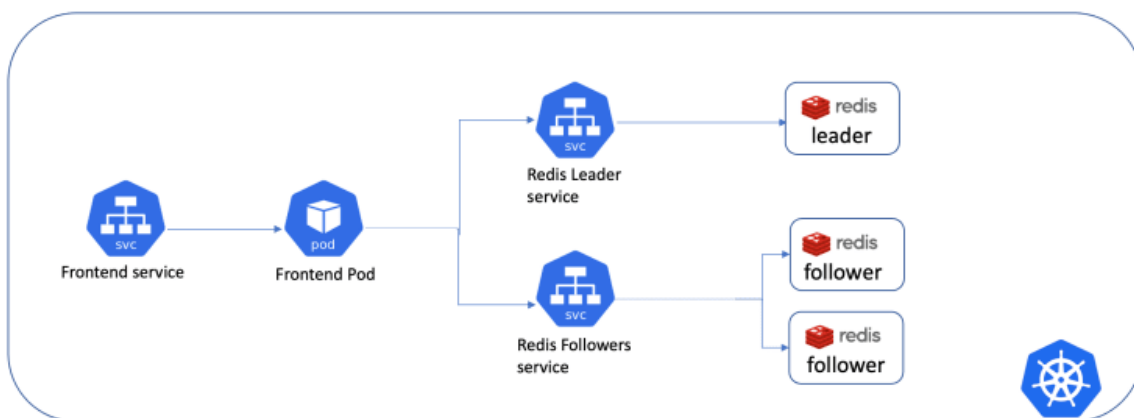 svc
Frontend service
pod
Frontend Pod
svc
Redis Leader
service
svc
Redis Followers
service
redis
leader
redis
follower
redis
follower